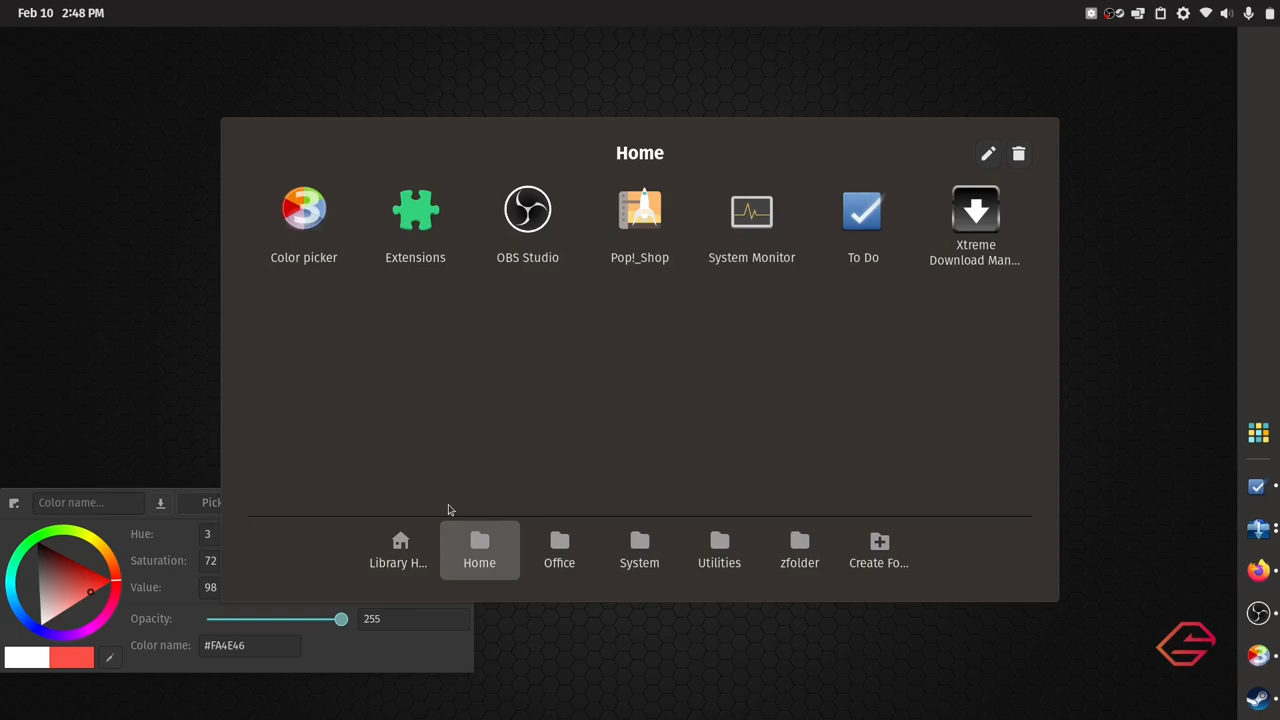 Feb 10 2:48 PM
Home
Color picker
Extensions
OBS Studio
Pop!_Shop
System Monitor
To Do
Xtreme
Download Man...
Color name...
Pick
Hue: 3
Saturation: 72
Value: 98
Opacity: 255
Color name: #FA4E46
Library H...
Home
Office
System
Utilities
zfolder
Create Fo...